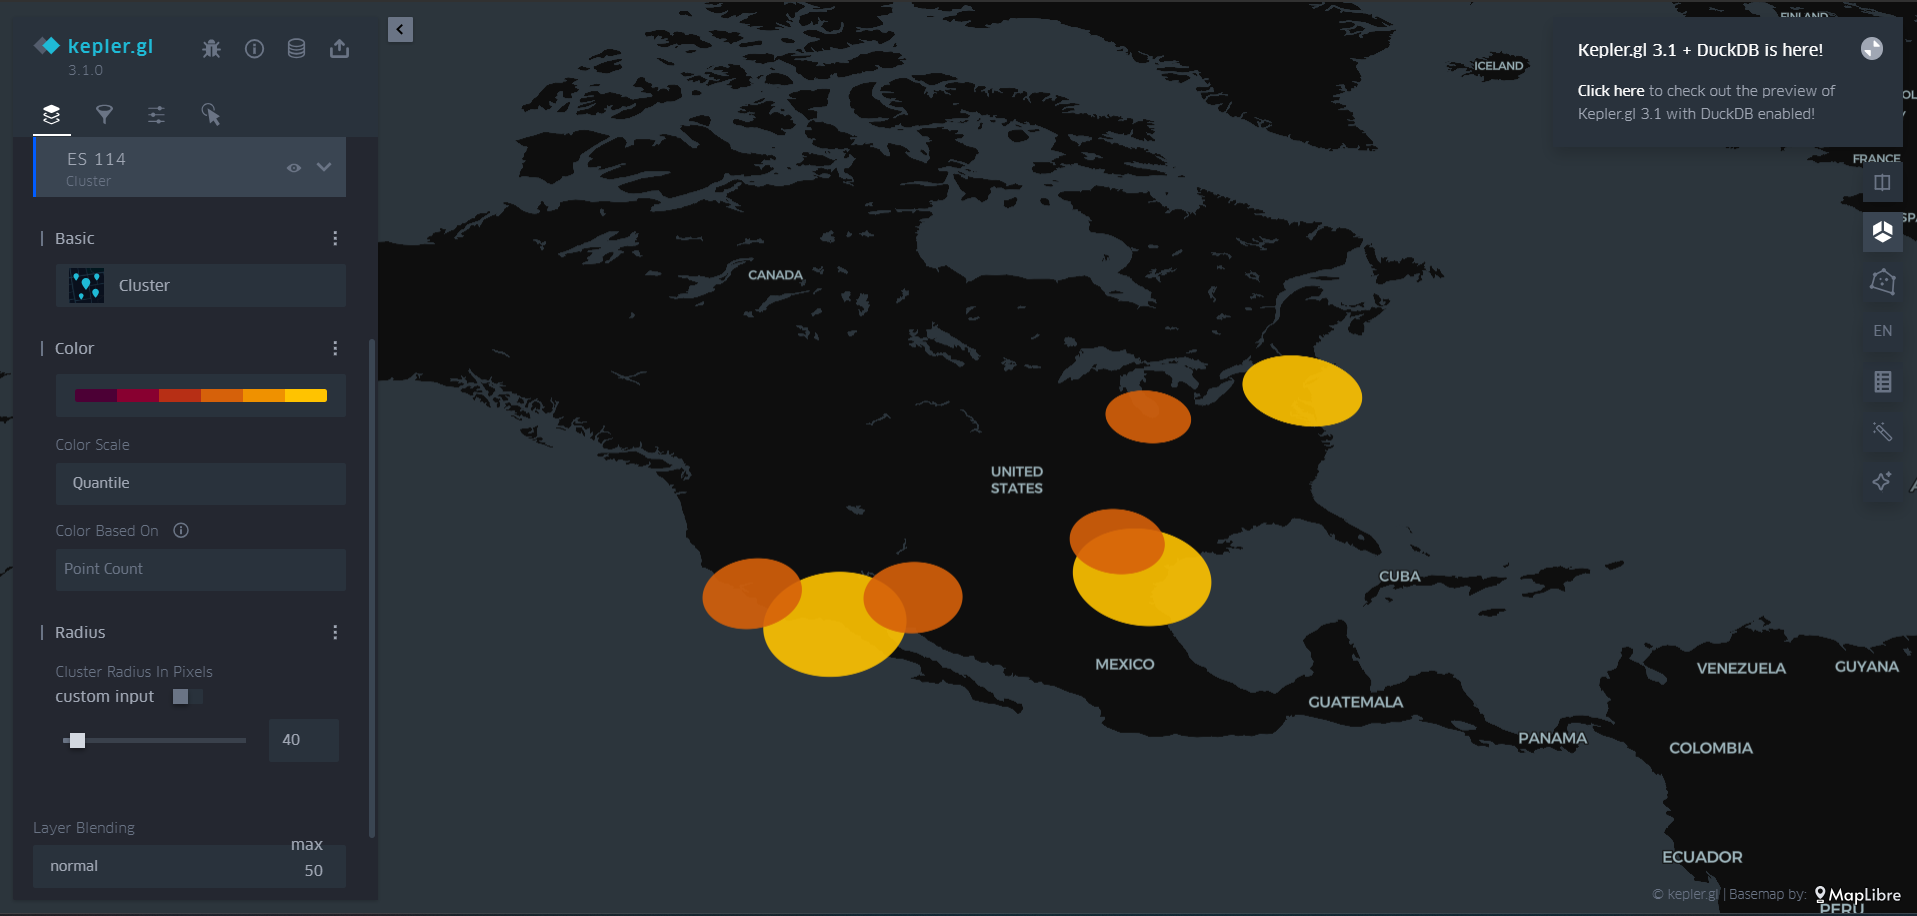 kepler.gl
3.1.0
ES 114
Cluster
Basic
Cluster
Color
Color Scale
Quantile
Color Based On
Point Count
Radius
Cluster Radius In Pixels
custom input
40
Layer Blending
max
normal
50
FINLAND
ICELAND
Kepler.gl 3.1 + DuckDB is here!
Click here to check out the preview of
Kepler.gl 3.1 with DuckDB enabled!
FRANCE
EN
CANADA
UNITED
STATES
CUBA
MEXICO
GUATEMALA
PANAMA
VENEZUELA
GUYANA
COLOMBIA
ECUADOR
© kepler.gl | Basemap by: MapLibre
PERU